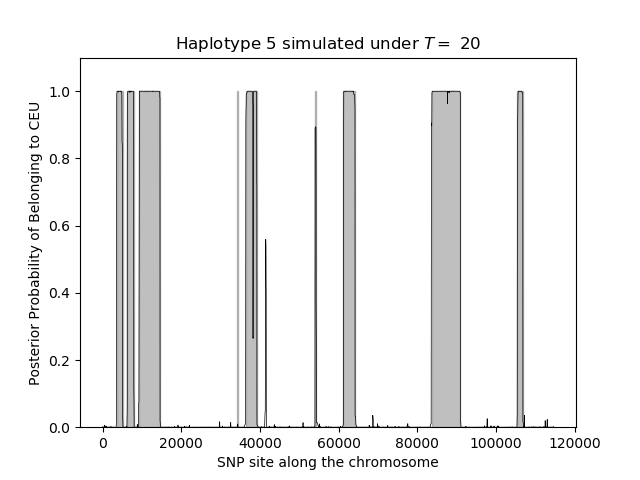 Haplotype 5 simulated under T = 20
Posterior Probability of Belonging to CEU
1.0
0.8
0.6
0.4
0.2
0.0
0 20000 40000 60000 80000 100000 120000
SNP site along the chromosome